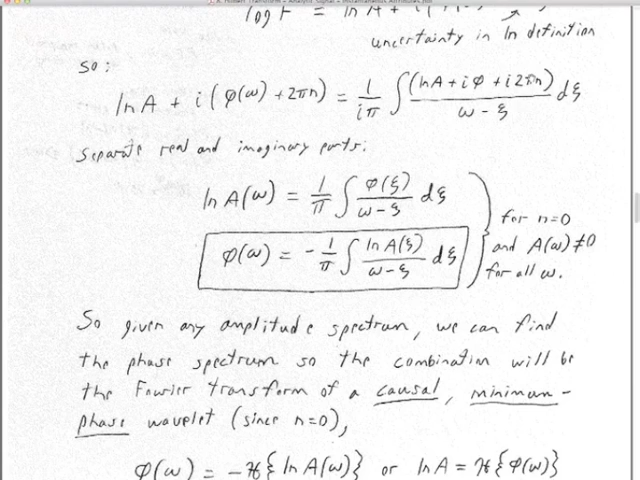 log F = ln A + i(
uncertainty in ln definition
so:
ln A + i(φ(ω) + 2πn) = 1/iπ ∫ (ln A + iφ + i2πn)/(ω - ξ) dξ
Separate real and imaginary parts:
ln A(ω) = 1/π ∫ φ(ξ)/(ω - ξ) dξ
φ(ω) = - 1/π ∫ ln A(ξ)/(ω - ξ) dξ
for n=0
and A(ω) ≠ 0
for all ω.
So given any amplitude spectrum, we can find
the phase spectrum so the combination will be
the Fourier transform of a causal, minimum-
phase wavelet (since n=0),
φ(ω) = -ℋ{ln A(ω)} or ln A = ℋ{φ(ω)}